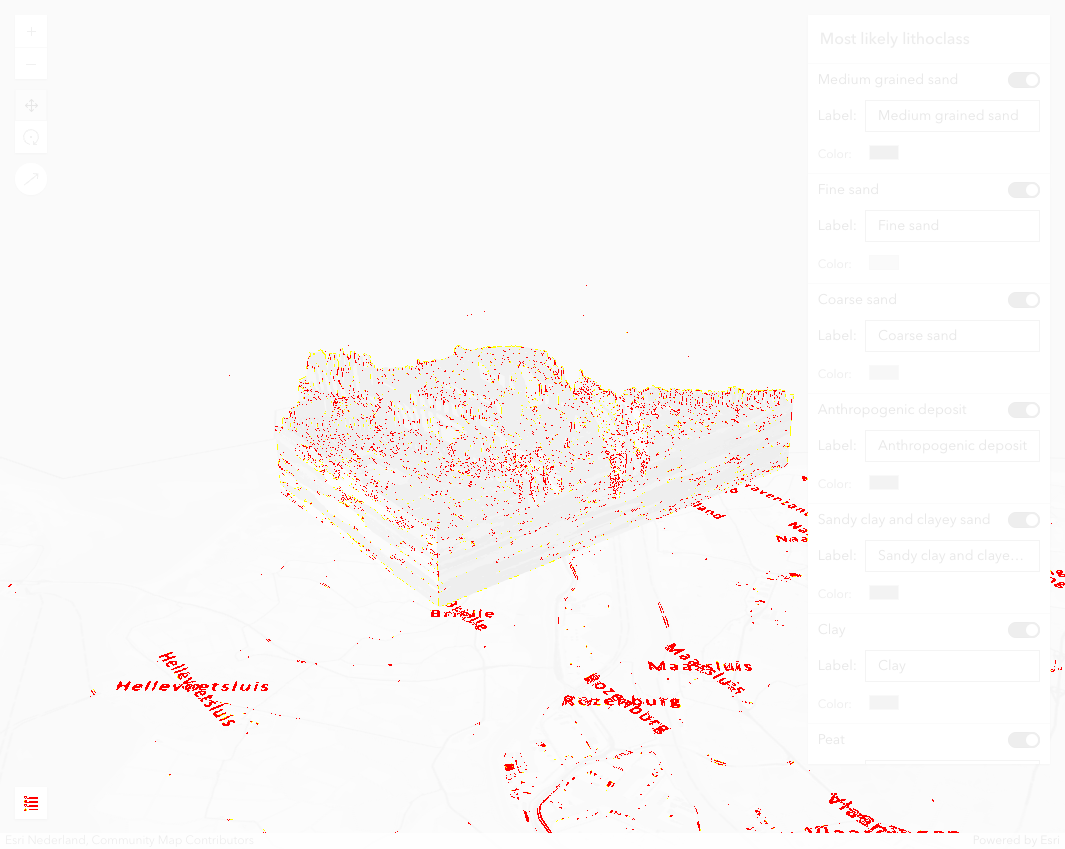 Most likely lithoclass
Medium grained sand
Label: Medium grained sand
Color:
Fine sand
Label: Fine sand
Color:
Coarse sand
Label: Coarse sand
Color:
Anthropogenic deposit
Label: Anthropogenic deposit
Color:
Sandy clay and clayey sand
Label: Sandy clay and claye...
Color:
Clay
Label: Clay
Color:
Peat
Brielle
Maassluis
Maassluis
Hellevoetsluis
Hellevoetsluis
Rozenburg
Rozenburg
Esri Nederland, Community Map Contributors
Powered by Esri